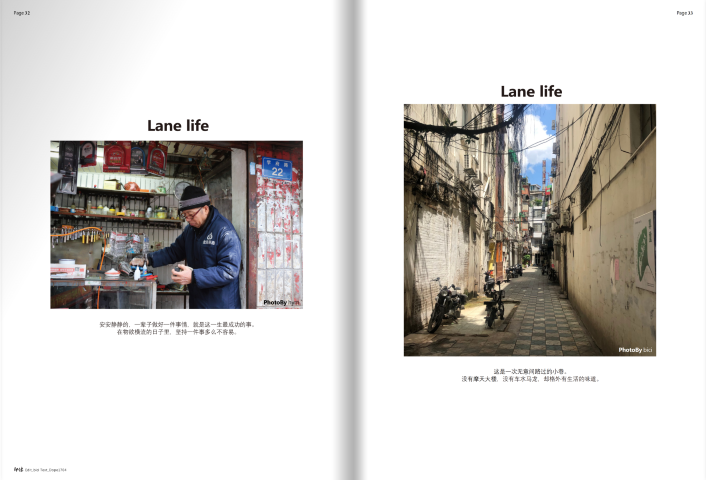 Page 32
Lane life
22
PhotoBy
安安静静的，一辈子做好一件事情，就是这一生最成功的事。
在物欲横流的日子里，坚持一件事多么不容易。
Page 33
Lane life
PhotoBy bici
这是一次无意间路过的小巷。
没有摩天大楼，没有车水马龙，却格外有生活的味道。